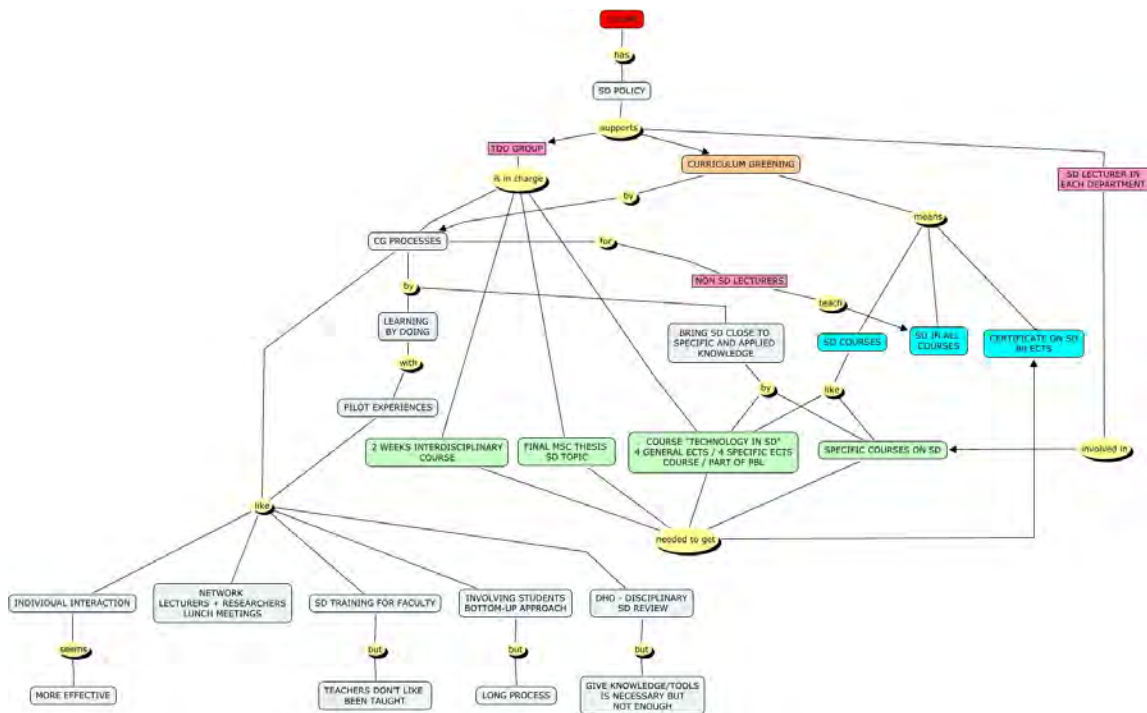 has
SD POLICY
supports
TDO GROUP
CURRICULUM GREENING
SD LECTURER IN
EACH DEPARTMENT
is in charge
by
means
CG PROCESSES
for
NON SD LECTURERS
by
teach
LEARNING
BY DOING
BRING SD CLOSE TO
SPECIFIC AND APPLIED
KNOWLEDGE
SD COURSES
SD IN ALL
COURSES
CERTIFICATE ON SD
ECTS
with
by
like
PILOT EXPERIENCES
2 WEEKS INTERDISCIPLINARY
COURSE
FINAL MSC THESIS
SD TOPIC
COURSE "TECHNOLOGY IN SD"
4 GENERAL ECTS / 4 SPECIFIC ECTS
COURSE / PART OF PBL
SPECIFIC COURSES ON SD
involved in
like
needed to get
INDIVIDUAL INTERACTION
NETWORK
LECTURERS + RESEARCHERS
LUNCH MEETINGS
SD TRAINING FOR FACULTY
INVOLVING STUDENTS
BOTTOM-UP APPROACH
DHO - DISCIPLINARY
SD REVIEW
seems
but
but
but
MORE EFFECTIVE
TEACHERS DON'T LIKE
BEEN TAUGHT
LONG PROCESS
GIVE KNOWLEDGE/TOOLS
IS NECESSARY BUT
NOT ENOUGH